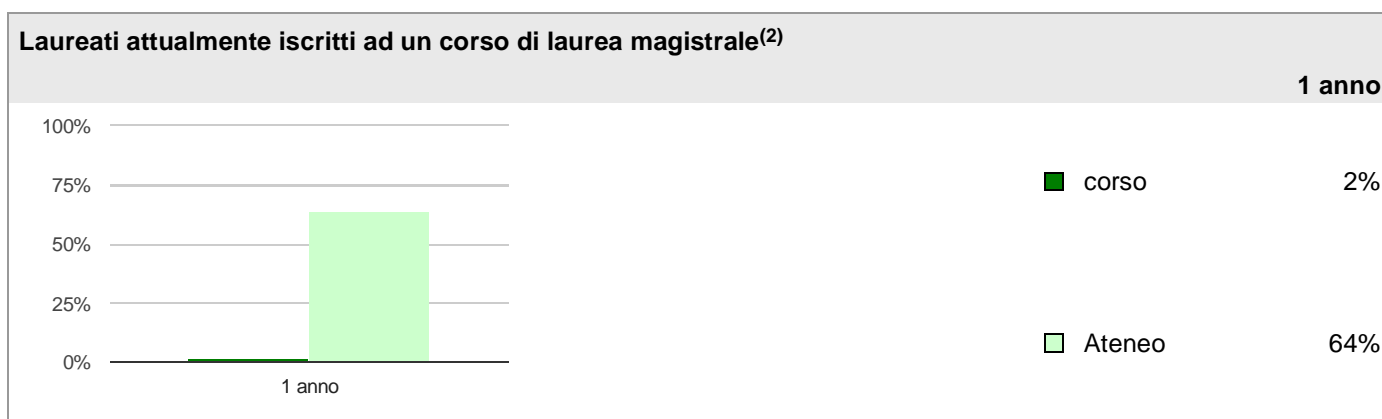 Laureati attualmente iscritti ad un corso di laurea magistrale(2)
1 anno
100%
75%
50%
25%
0%
1 anno
corso 2%
Ateneo 64%